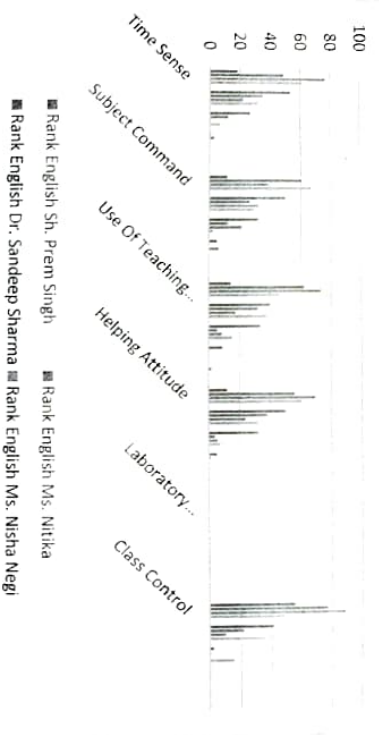 100
80
60
40
20
0
Time Sense
Subject Command
Use Of Teaching...
Helping Attitude
Laboratory...
Class Control
Rank English Sh. Prem Singh
Rank English Ms. Nitika
Rank English Dr. Sandeep Sharma
Rank English Ms. Nisha Negi